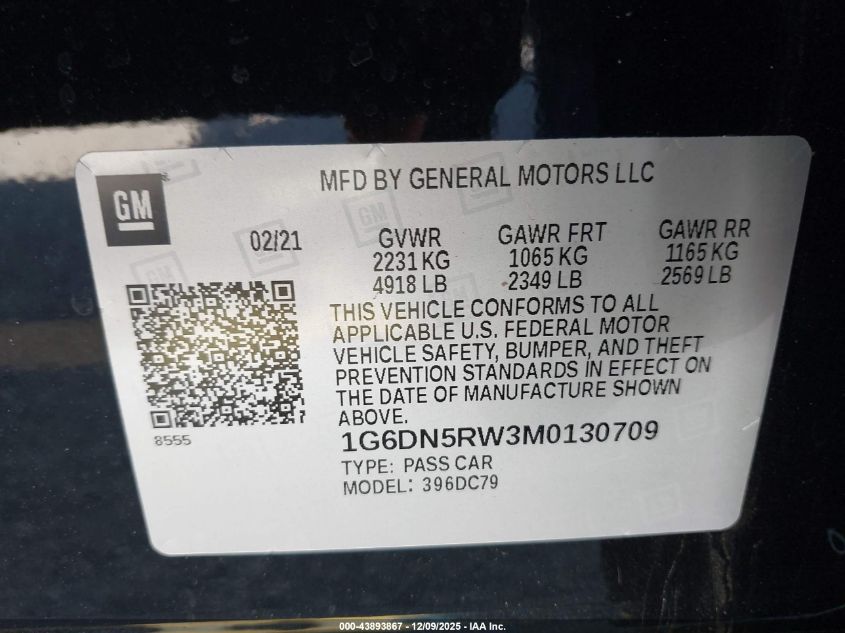 MFD BY GENERAL MOTORS LLC
GM
02/21
GVWR
2231 KG
4918 LB
GAWR FRT
1065 KG
2349 LB
GAWR RR
1165 KG
2569 LB
THIS VEHICLE CONFORMS TO ALL
APPLICABLE U.S. FEDERAL MOTOR
VEHICLE SAFETY, BUMPER, AND THEFT
PREVENTION STANDARDS IN EFFECT ON
THE DATE OF MANUFACTURE SHOWN
ABOVE.
8555
1G6DN5RW3M0130709
TYPE: PASS CAR
MODEL: 396DC79
000-43893867 - 12/09/2025 - IAA Inc.